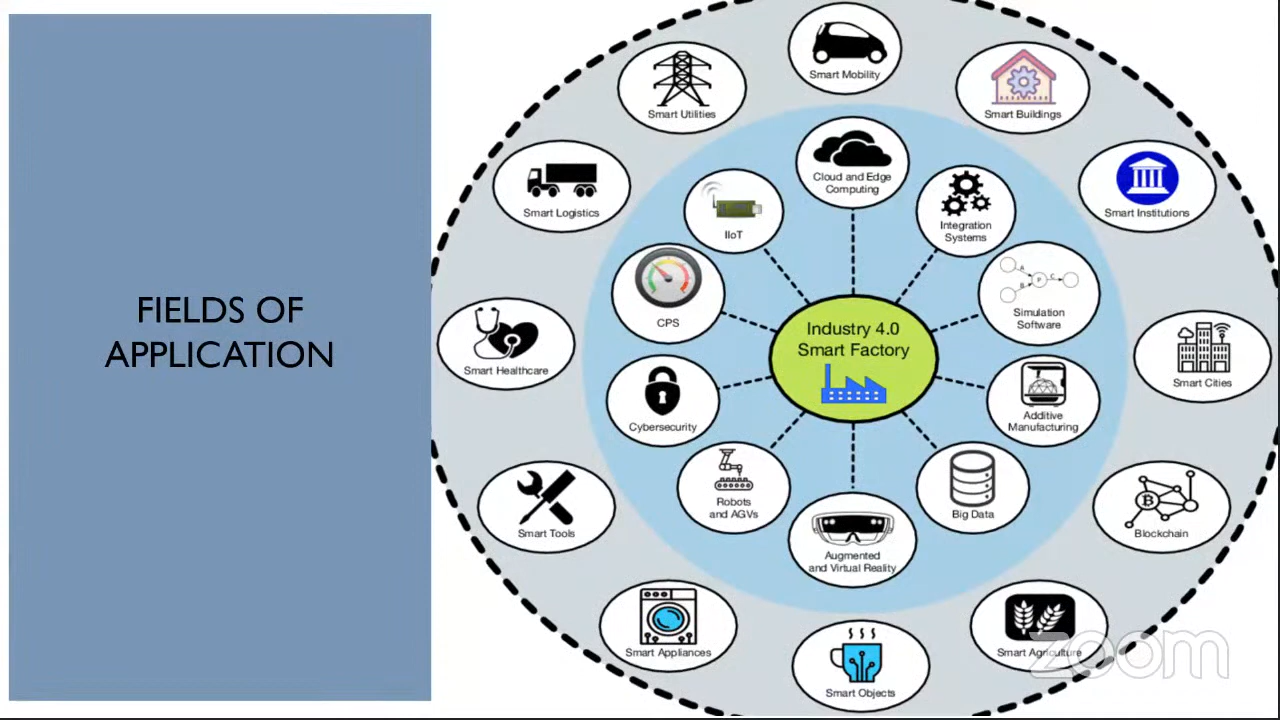 FIELDS OF
APPLICATION
Smart Mobility
Smart Utilities
Smart Buildings
Smart Logistics
Smart Institutions
Cloud and Edge
Computing
IIoT
Integration
Systems
CPS
A
B
P
C
Simulation
Software
Industry 4.0
Smart Factory
Smart Healthcare
Smart Cities
Cybersecurity
Additive
Manufacturing
Robots
and AGVs
Big Data
Augmented
and Virtual Reality
Smart Tools
B
Blockchain
Smart Appliances
Smart Objects
Smart Agriculture
zoom